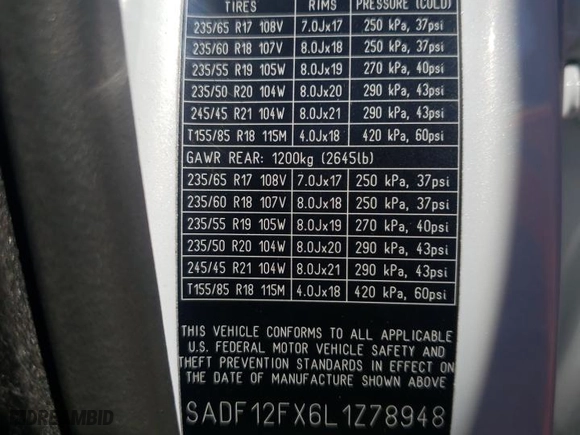 TIRES RIMS PRESSURE (COLD)
235/65 R17 108V 7.0Jx17 250 kPa, 37psi
235/60 R18 107V 8.0Jx18 250 kPa, 37psi
235/55 R19 105W 8.0Jx19 270 kPa, 40psi
235/50 R20 104W 8.0Jx20 290 kPa, 43psi
245/45 R21 104W 8.0Jx21 290 kPa, 43psi
T155/85 R18 115M 4.0Jx18 420 kPa, 60psi
GAWR REAR: 1200kg (2645lb)
235/65 R17 108V 7.0Jx17 250 kPa, 37psi
235/60 R18 107V 8.0Jx18 250 kPa, 37psi
235/55 R19 105W 8.0Jx19 270 kPa, 40psi
235/50 R20 104W 8.0Jx20 290 kPa, 43psi
245/45 R21 104W 8.0Jx21 290 kPa, 43psi
T155/85 R18 115M 4.0Jx18 420 kPa, 60psi
THIS VEHICLE CONFORMS TO ALL APPLICABLE
U.S. FEDERAL MOTOR VEHICLE SAFETY AND
THEFT PREVENTION STANDARDS IN EFFECT ON
THE DATE OF MANUFACTURE SHOWN ABOVE
SADF12FX6L1Z78948